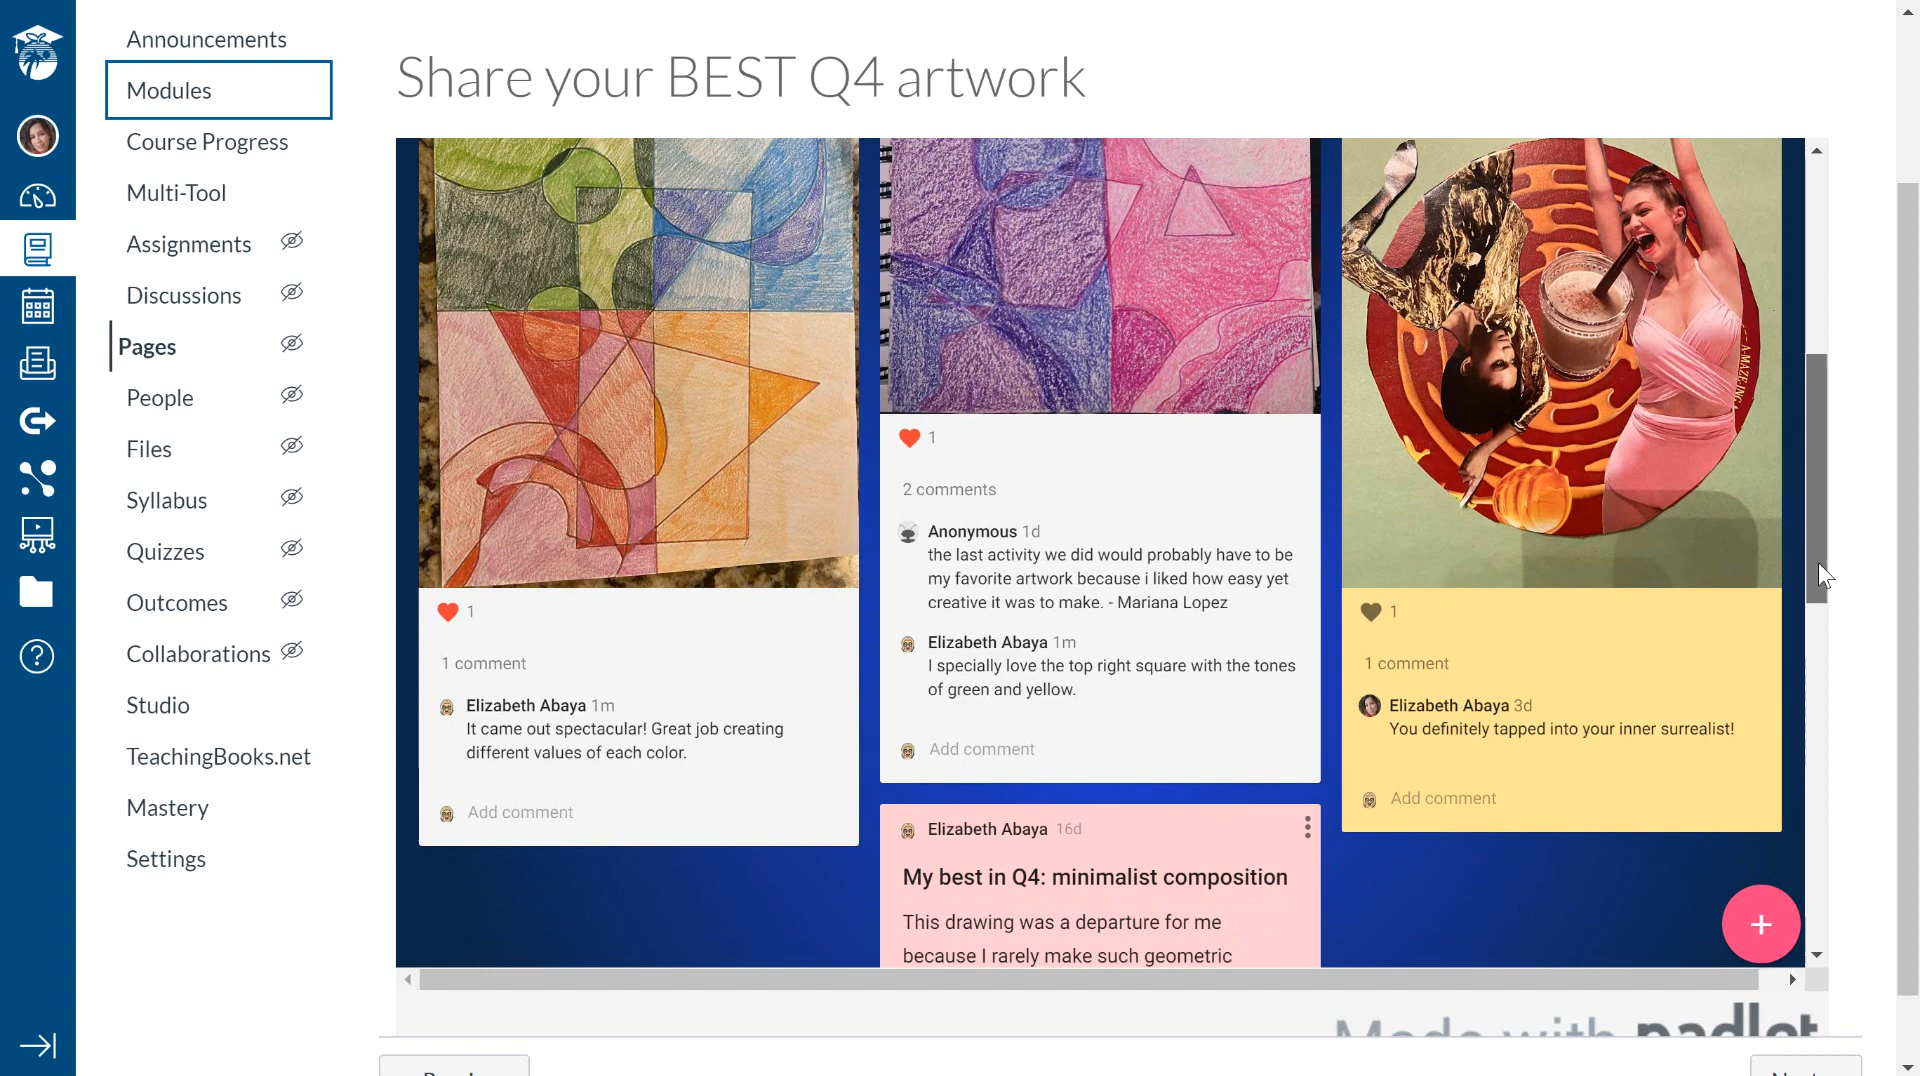 Announcements
Modules
Course Progress
Multi-Tool
Assignments
Discussions
Pages
People
Files
Syllabus
Quizzes
Outcomes
Collaborations
Studio
TeachingBooks.net
Mastery
Settings
Share your BEST Q4 artwork
1
1 comment
Elizabeth Abaya 1m
It came out spectacular! Great job creating
different values of each color.
Add comment
1
2 comments
Anonymous 1d
the last activity we did would probably have to be
my favorite artwork because i liked how easy yet
creative it was to make. - Mariana Lopez
Elizabeth Abaya 1m
I specially love the top right square with the tones
of green and yellow.
Add comment
Elizabeth Abaya 16d
My best in Q4: minimalist composition
This drawing was a departure for me
because I rarely make such geometric
1
1 comment
Elizabeth Abaya 3d
You definitely tapped into your inner surrealist!
Add comment
Made with padlet